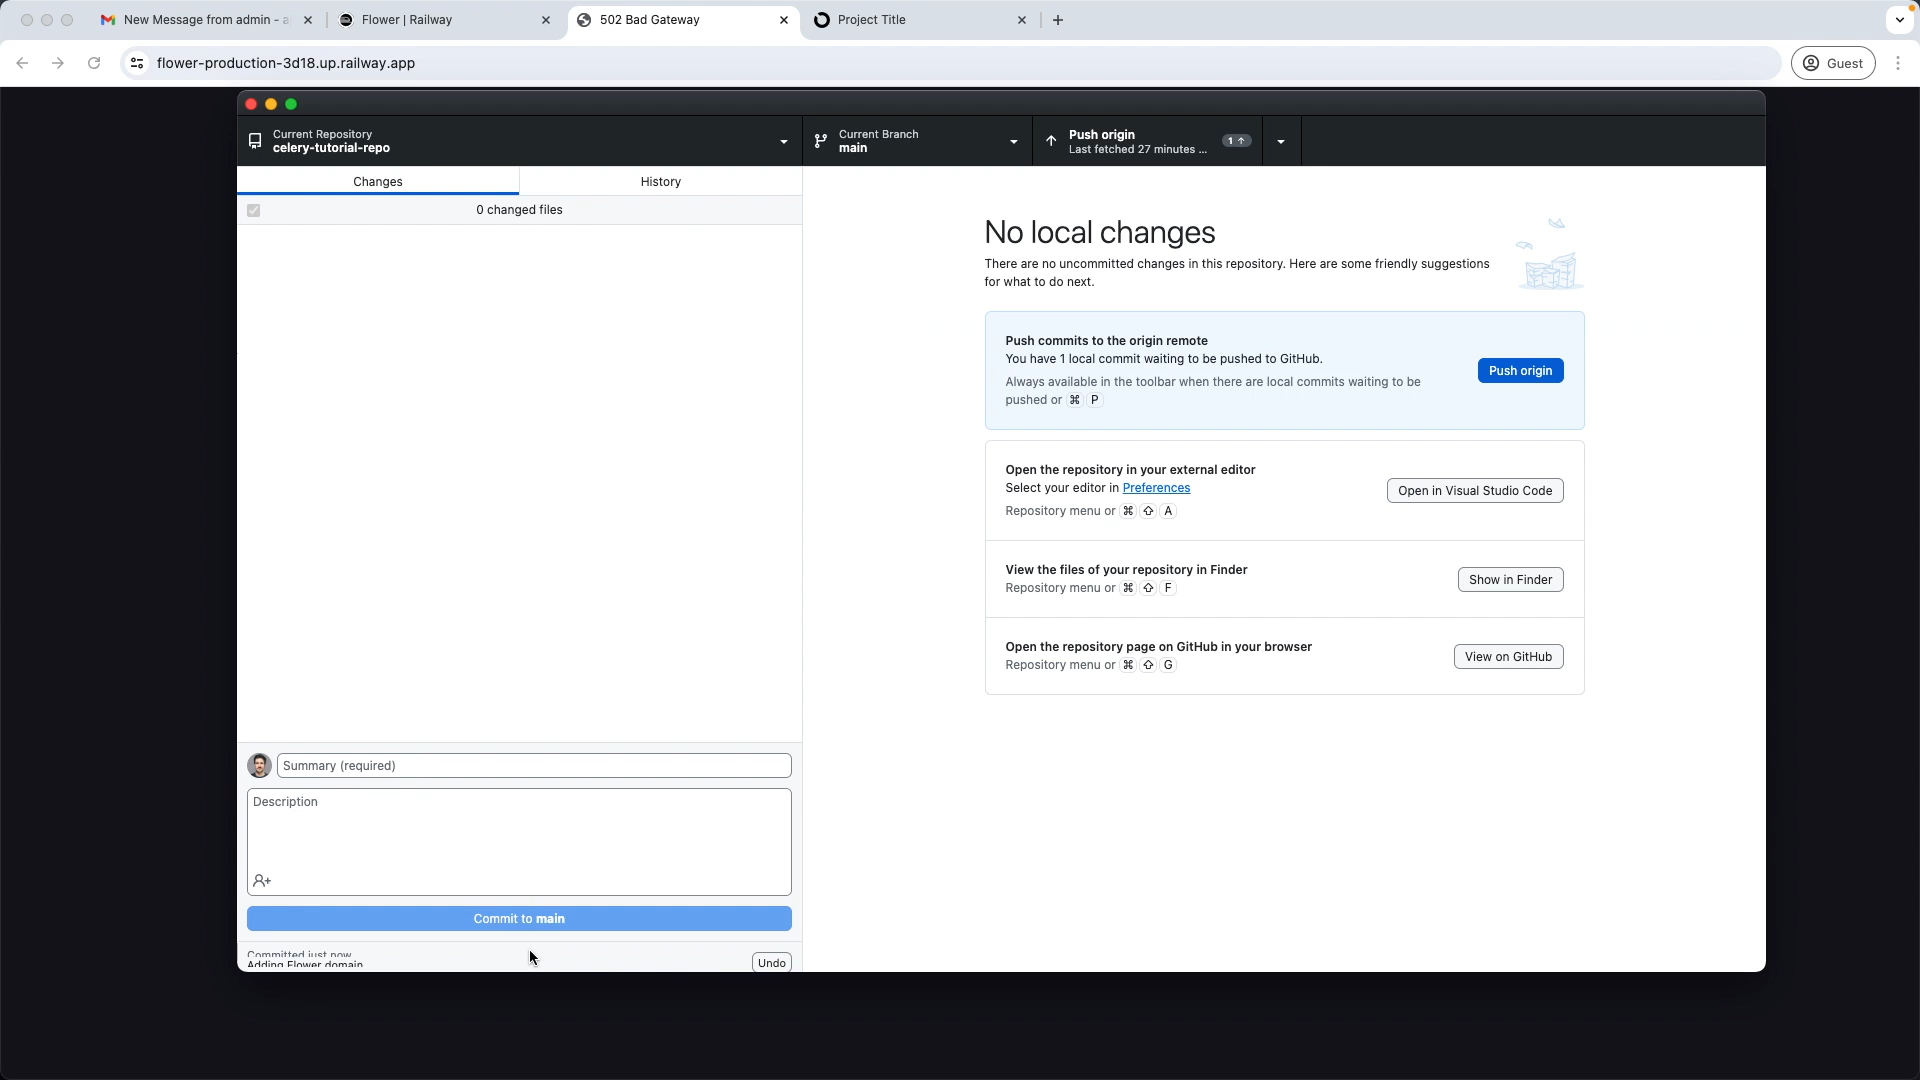 New Message from admin - a
Flower | Railway
502 Bad Gateway
Project Title
flower-production-3d18.up.railway.app
Guest
Current Repository
celery-tutorial-repo
Current Branch
main
Push origin
Last fetched 27 minutes ...
1
Changes
History
0 changed files
No local changes
There are no uncommitted changes in this repository. Here are some friendly suggestions
for what to do next.
Push commits to the origin remote
You have 1 local commit waiting to be pushed to GitHub.
Always available in the toolbar when there are local commits waiting to be
pushed or ⌘ P
Push origin
Open the repository in your external editor
Select your editor in Preferences
Repository menu or ⌘ ⇧ A
Open in Visual Studio Code
View the files of your repository in Finder
Repository menu or ⌘ ⇧ F
Show in Finder
Open the repository page on GitHub in your browser
Repository menu or ⌘ ⇧ G
View on GitHub
Summary (required)
Description
Commit to main
Committed just now
Adding Flower domain
Undo